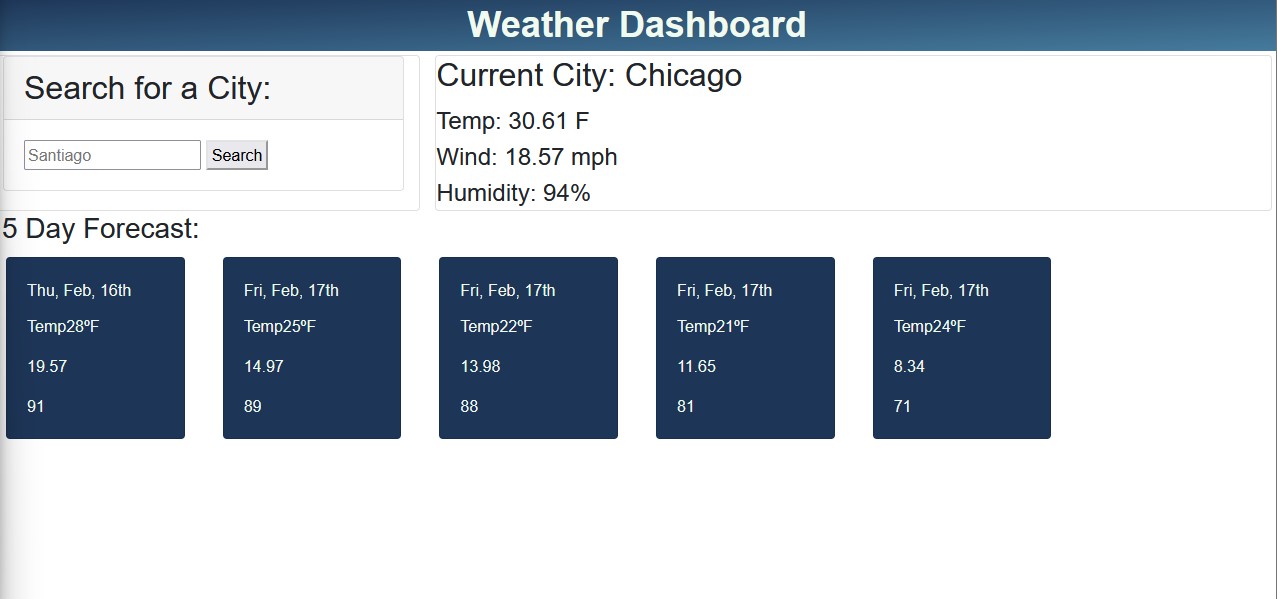 Weather Dashboard
Search for a City:
Santiago
Search
Current City: Chicago
Temp: 30.61 F
Wind: 18.57 mph
Humidity: 94%
5 Day Forecast:
Thu, Feb, 16th
Temp28ºF
19.57
91
Fri, Feb, 17th
Temp25ºF
14.97
89
Fri, Feb, 17th
Temp22ºF
13.98
88
Fri, Feb, 17th
Temp21ºF
11.65
81
Fri, Feb, 17th
Temp24ºF
8.34
71